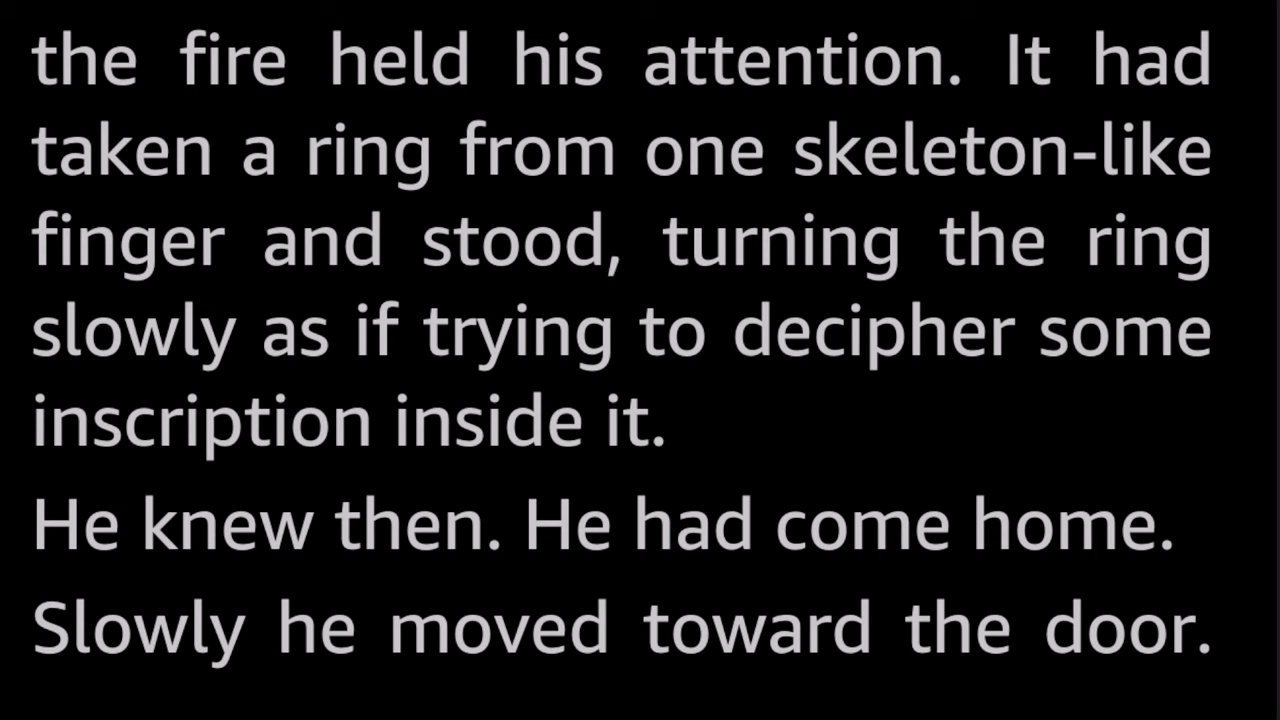 the fire held his attention. It had
taken a ring from one skeleton-like
finger and stood, turning the ring
slowly as if trying to decipher some
inscription inside it.
He knew then. He had come home.
Slowly he moved toward the door.